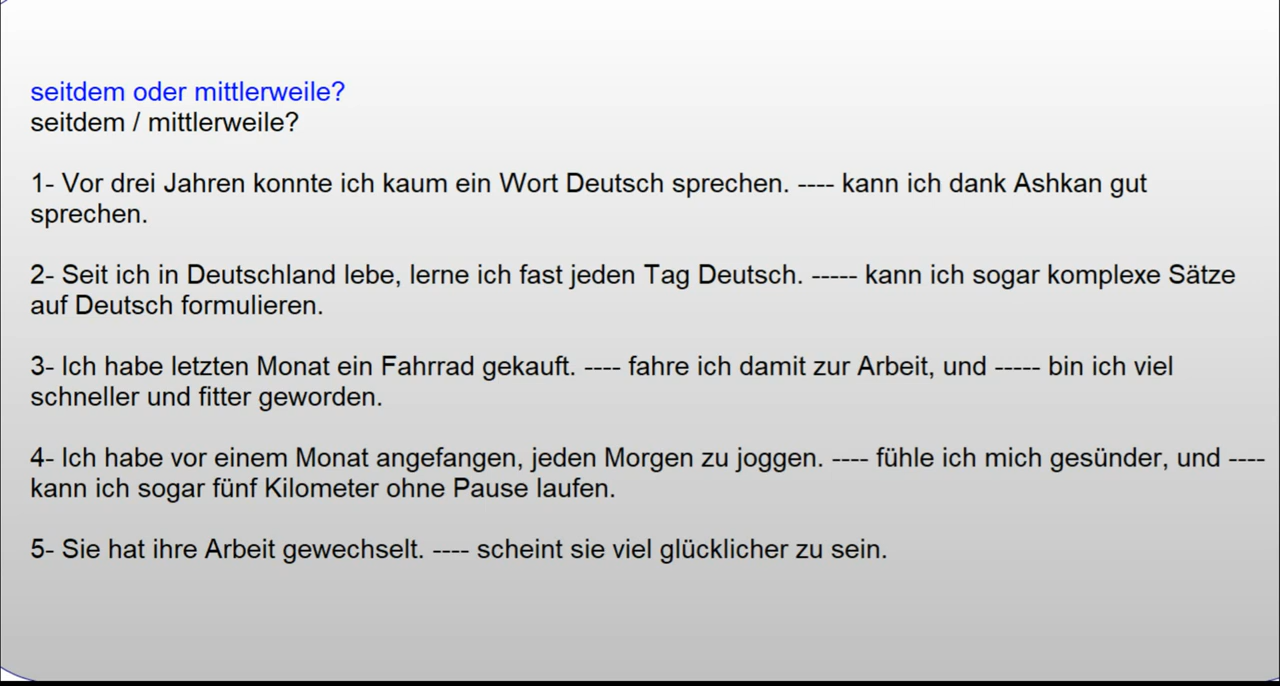 seitdem oder mittlerweile?
seitdem / mittlerweile?
1- Vor drei Jahren konnte ich kaum ein Wort Deutsch sprechen. ---- kann ich dank Ashkan gut
sprechen.
2- Seit ich in Deutschland lebe, lerne ich fast jeden Tag Deutsch. ----- kann ich sogar komplexe Sätze
auf Deutsch formulieren.
3- Ich habe letzten Monat ein Fahrrad gekauft. ---- fahre ich damit zur Arbeit, und ----- bin ich viel
schneller und fitter geworden.
4- Ich habe vor einem Monat angefangen, jeden Morgen zu joggen. ---- fühle ich mich gesünder, und ----
kann ich sogar fünf Kilometer ohne Pause laufen.
5- Sie hat ihre Arbeit gewechselt. ---- scheint sie viel glücklicher zu sein.